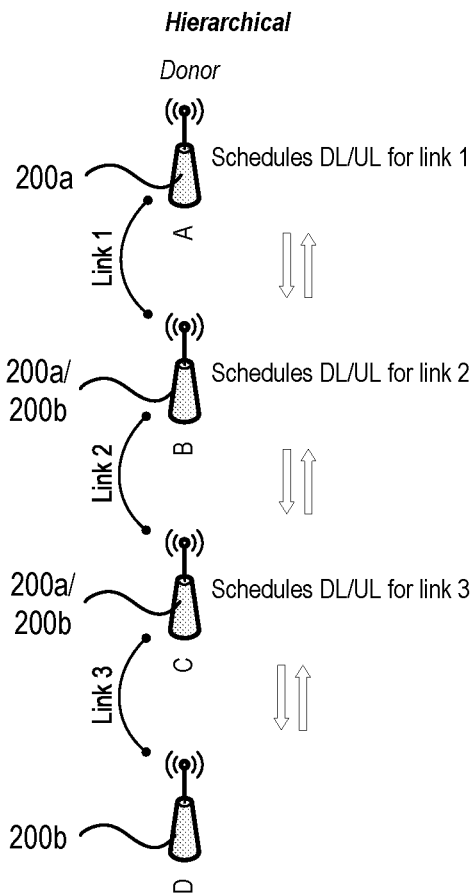 Hierarchical
Donor
Schedules DL/UL for link 1
200a
A
Link 1
200a/
200b
Schedules DL/UL for link 2
B
Link 2
200a/
200b
Schedules DL/UL for link 3
C
Link 3
200b
D